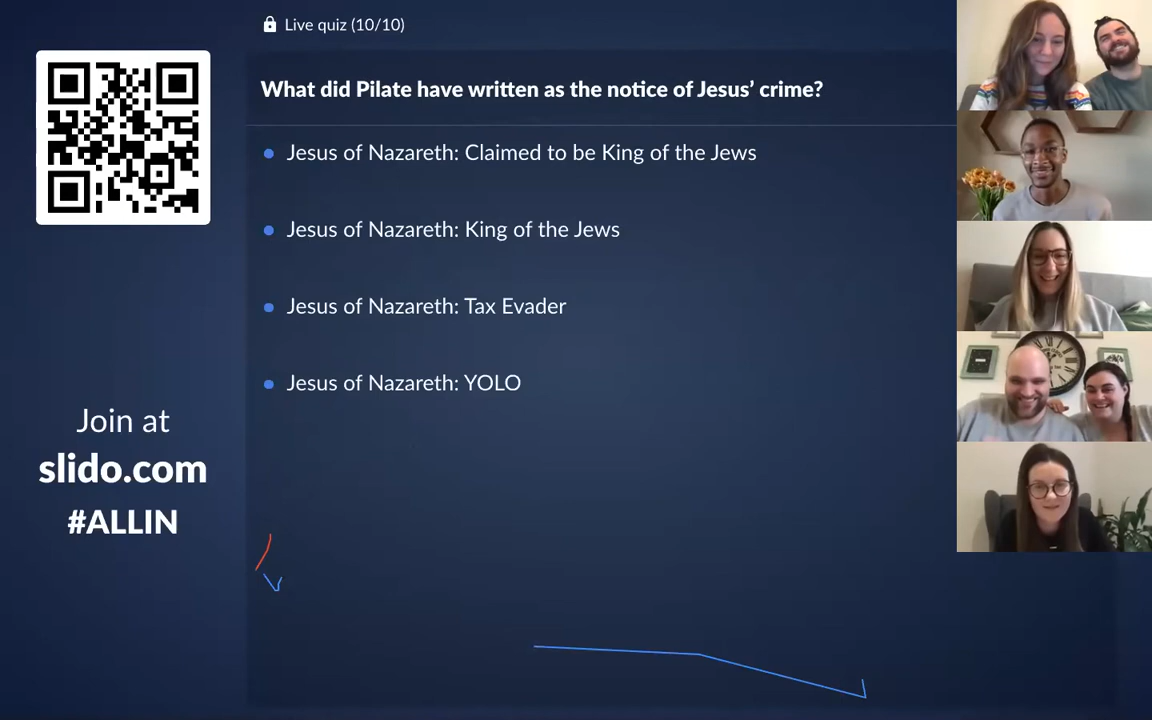 Live quiz (10/10)
What did Pilate have written as the notice of Jesus’ crime?
Jesus of Nazareth: Claimed to be King of the Jews
Jesus of Nazareth: King of the Jews
Jesus of Nazareth: Tax Evader
Jesus of Nazareth: YOLO
Join at
slido.com
#ALLIN